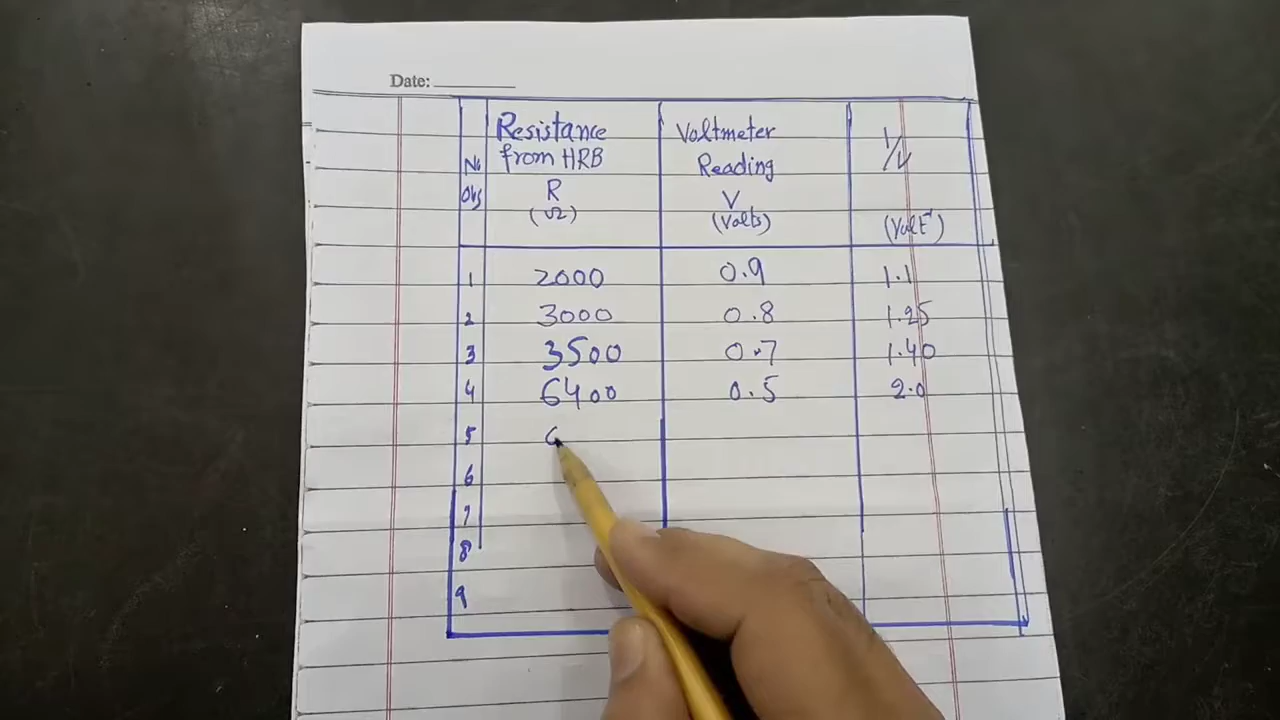 Date:
No Obs
Resistance from HRB R (Ω)
Voltmeter Reading V (Volts)
1/V (Volt⁻¹)
1 2000 0.9 1.1
2 3000 0.8 1.25
3 3500 0.7 1.40
4 6400 0.5 2.0
5
6
7
8
9